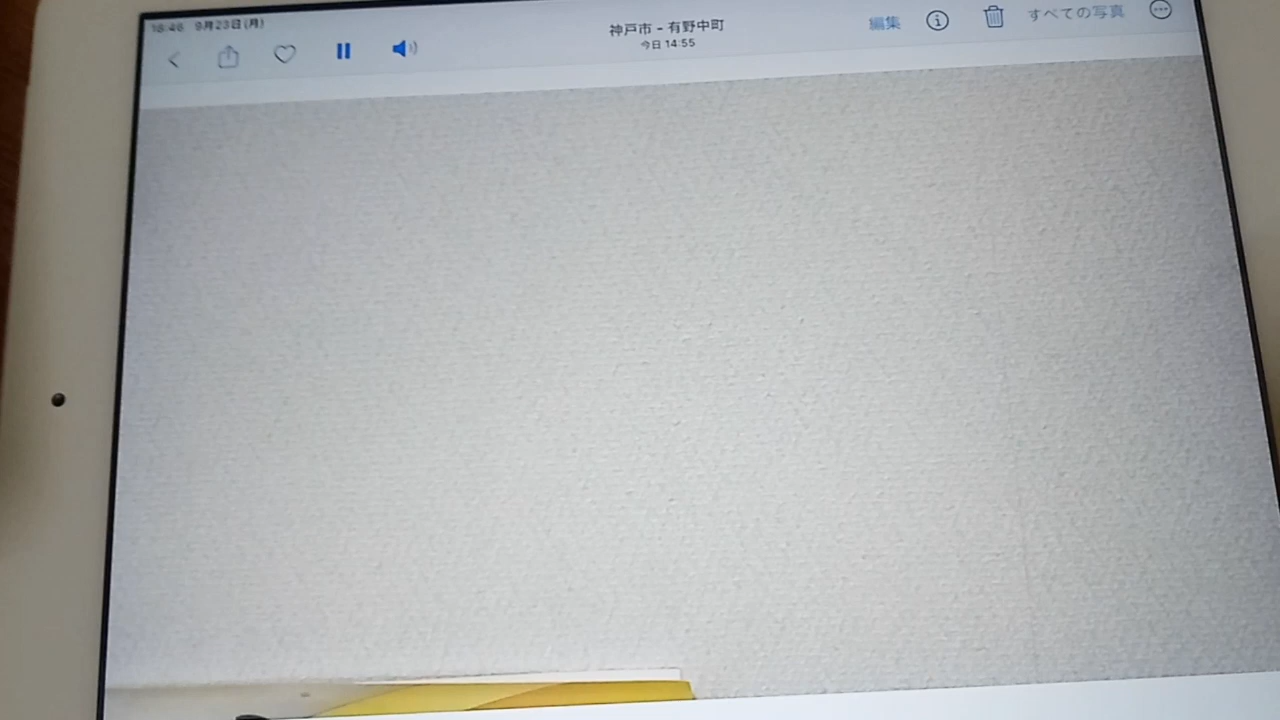 16:46 9月23日(月)
神戸市 – 有野中町
今日 14:55
編集
すべての写真